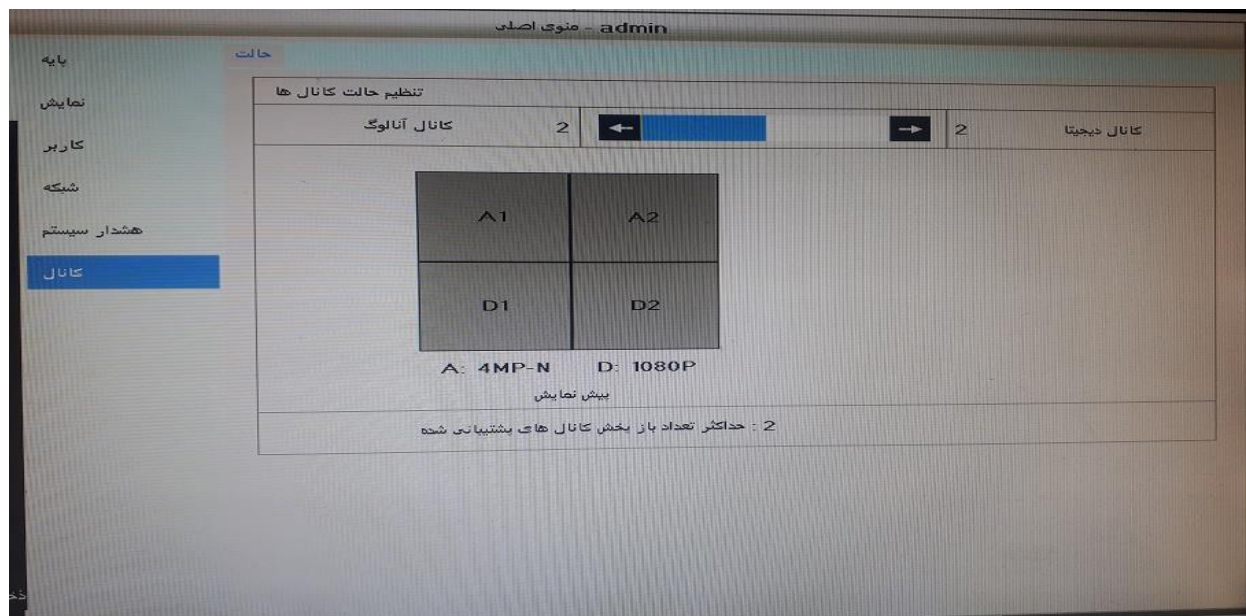 منوی اصلی - admin
حالت
پایه
نمایش
کاربر
شبکه
هشدار سیستم
کانال
تنظیم حالت کانال ها
کانال آنالوگ 2
2 کانال دیجیتا
A1 A2
D1 D2
A: 4MP-N D: 1080P
پیش نمایش
2 : حداکثر تعداد باز پخش کانال های پشتیبانی شده